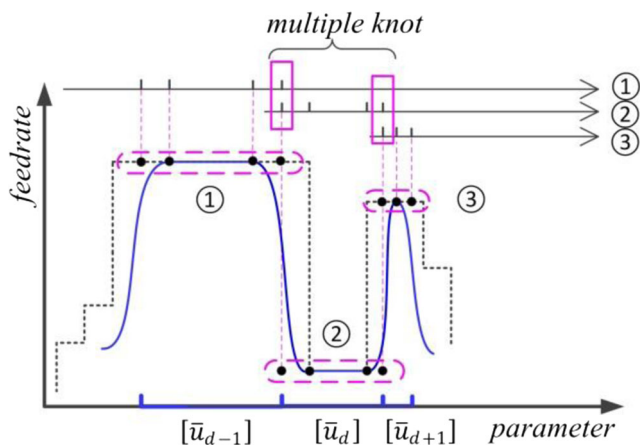 multiple knot
①
②
③
feedrate
①
③
②
[ū_{d−1}] [ū_d] [ū_{d+1}] parameter